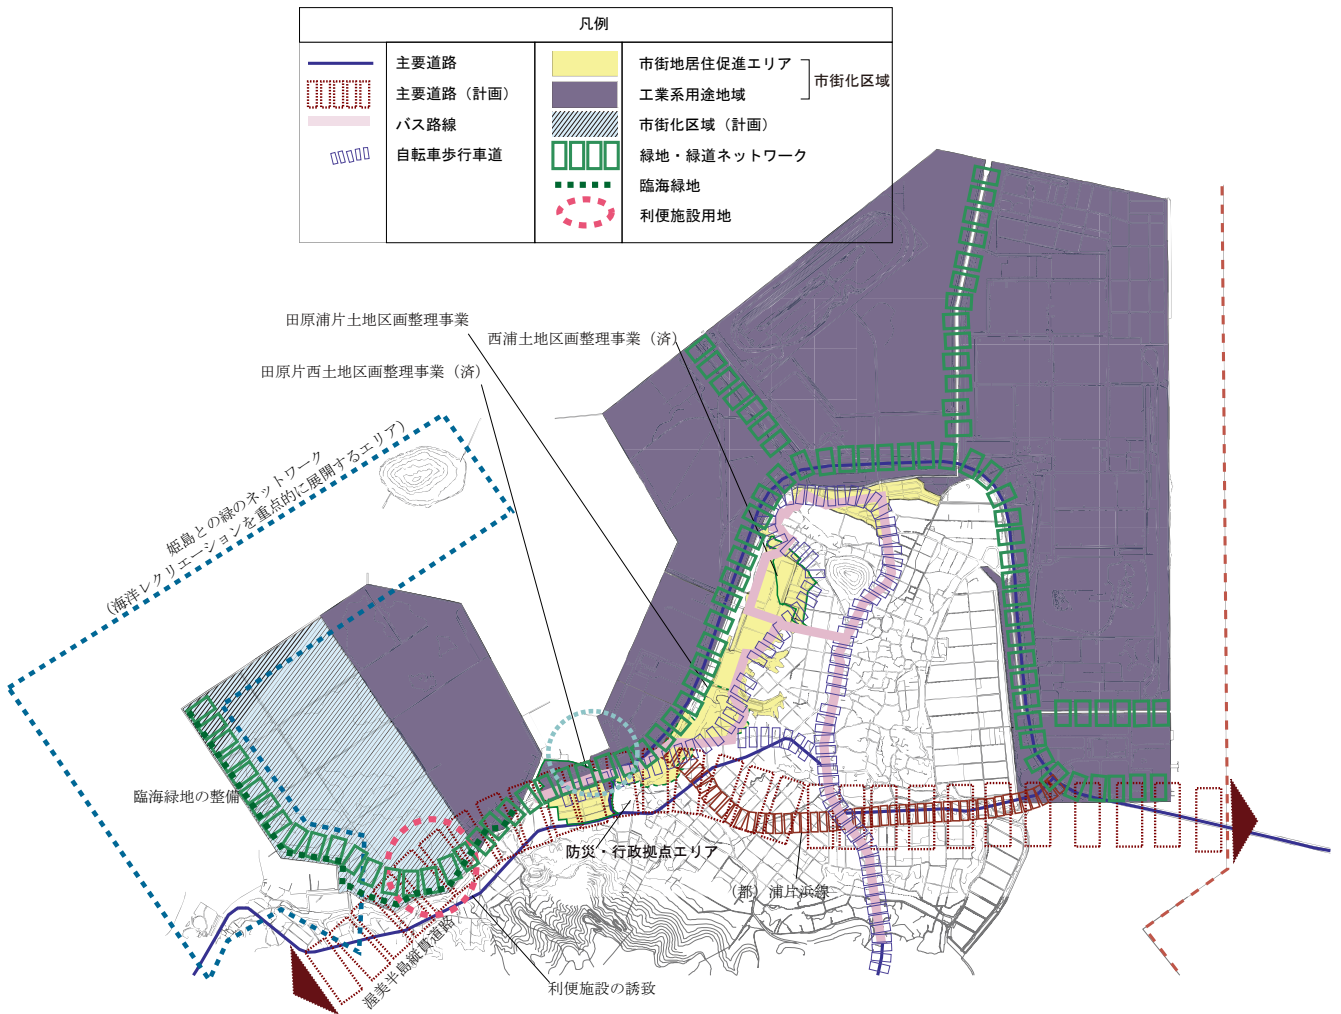 凡例
主要道路
主要道路（計画）
バス路線
自転車歩行車道
市街地居住促進エリア
工業系用途地域
市街化区域
市街化区域（計画）
緑地・緑道ネットワーク
臨海緑地
利便施設用地
田原浦片土地区画整理事業
西浦土地区画整理事業（済）
田原片西土地区画整理事業（済）
姫島との緑のネットワーク
（海洋レクリエーションを重点的に展開するエリア）
臨海緑地の整備
防災・行政拠点エリア
（都）浦片浜線
渥美半島縦貫道路
利便施設の誘致